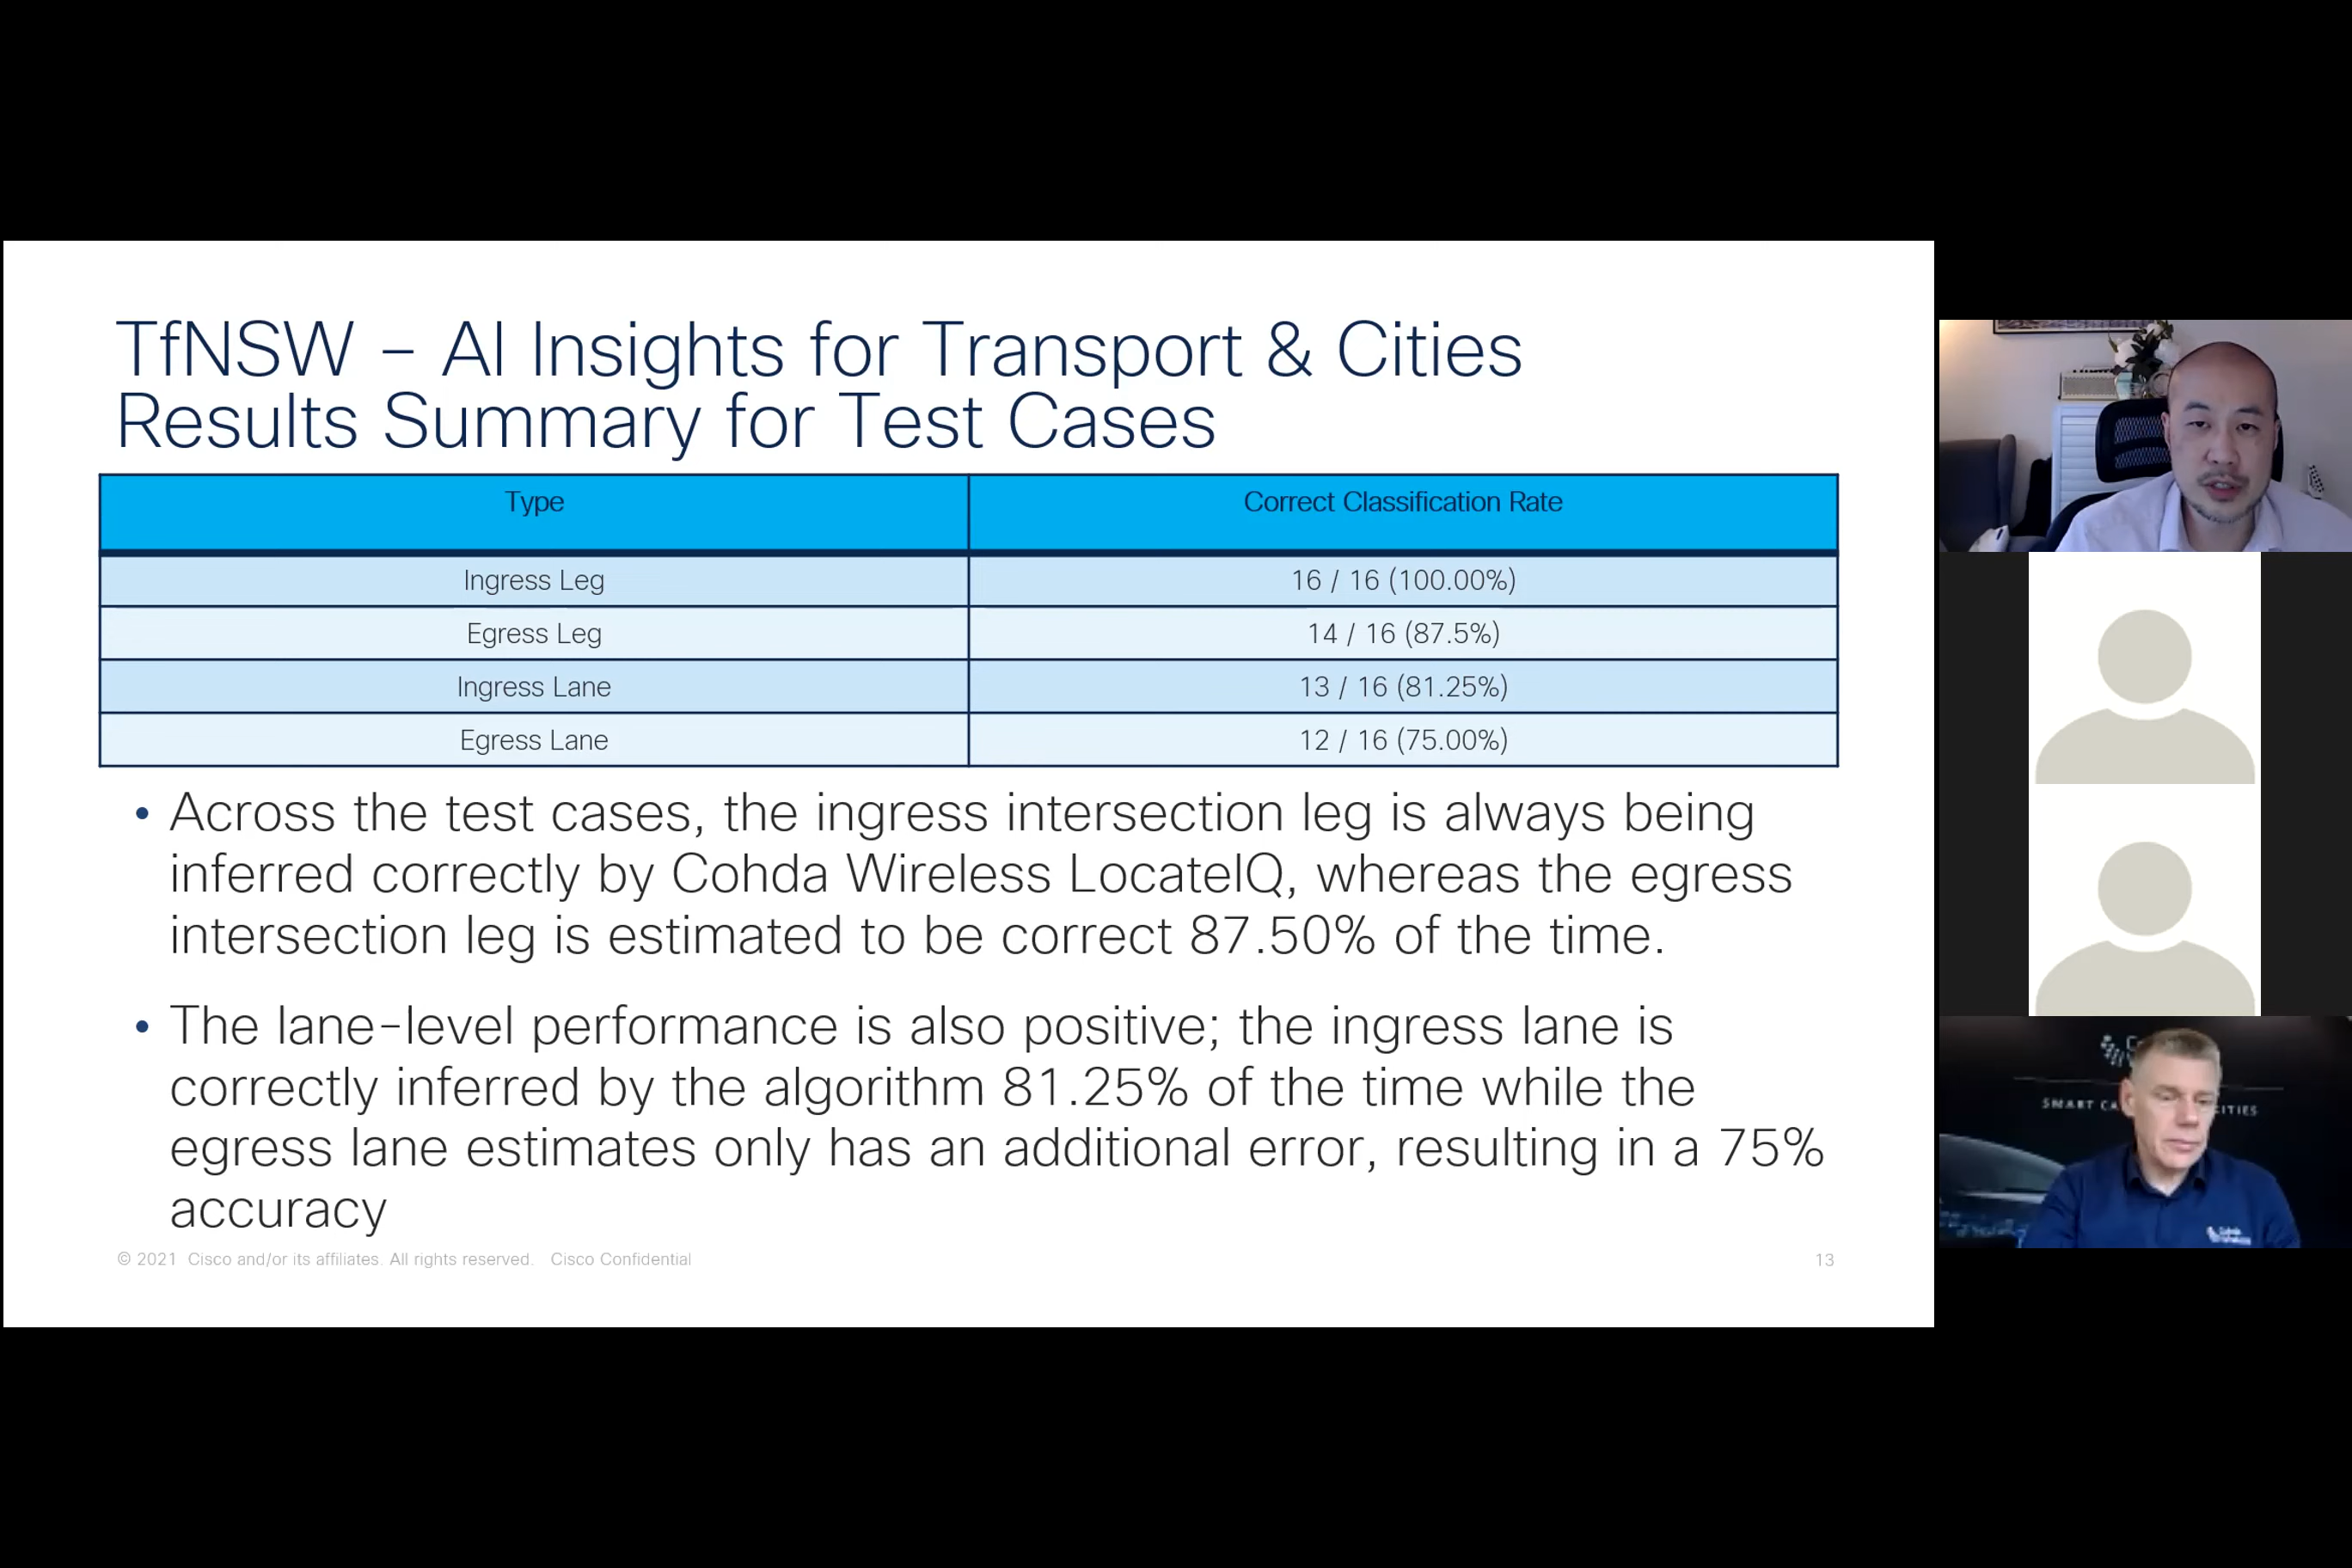 TfNSW – AI Insights for Transport & Cities
Results Summary for Test Cases
Type Correct Classification Rate
Ingress Leg 16 / 16 (100.00%)
Egress Leg 14 / 16 (87.5%)
Ingress Lane 13 / 16 (81.25%)
Egress Lane 12 / 16 (75.00%)
• Across the test cases, the ingress intersection leg is always being
inferred correctly by Cohda Wireless LocateIQ, whereas the egress
intersection leg is estimated to be correct 87.50% of the time.
• The lane-level performance is also positive; the ingress lane is
correctly inferred by the algorithm 81.25% of the time while the
egress lane estimates only has an additional error, resulting in a 75%
accuracy
© 2021 Cisco and/or its affiliates. All rights reserved. Cisco Confidential
13
SMART